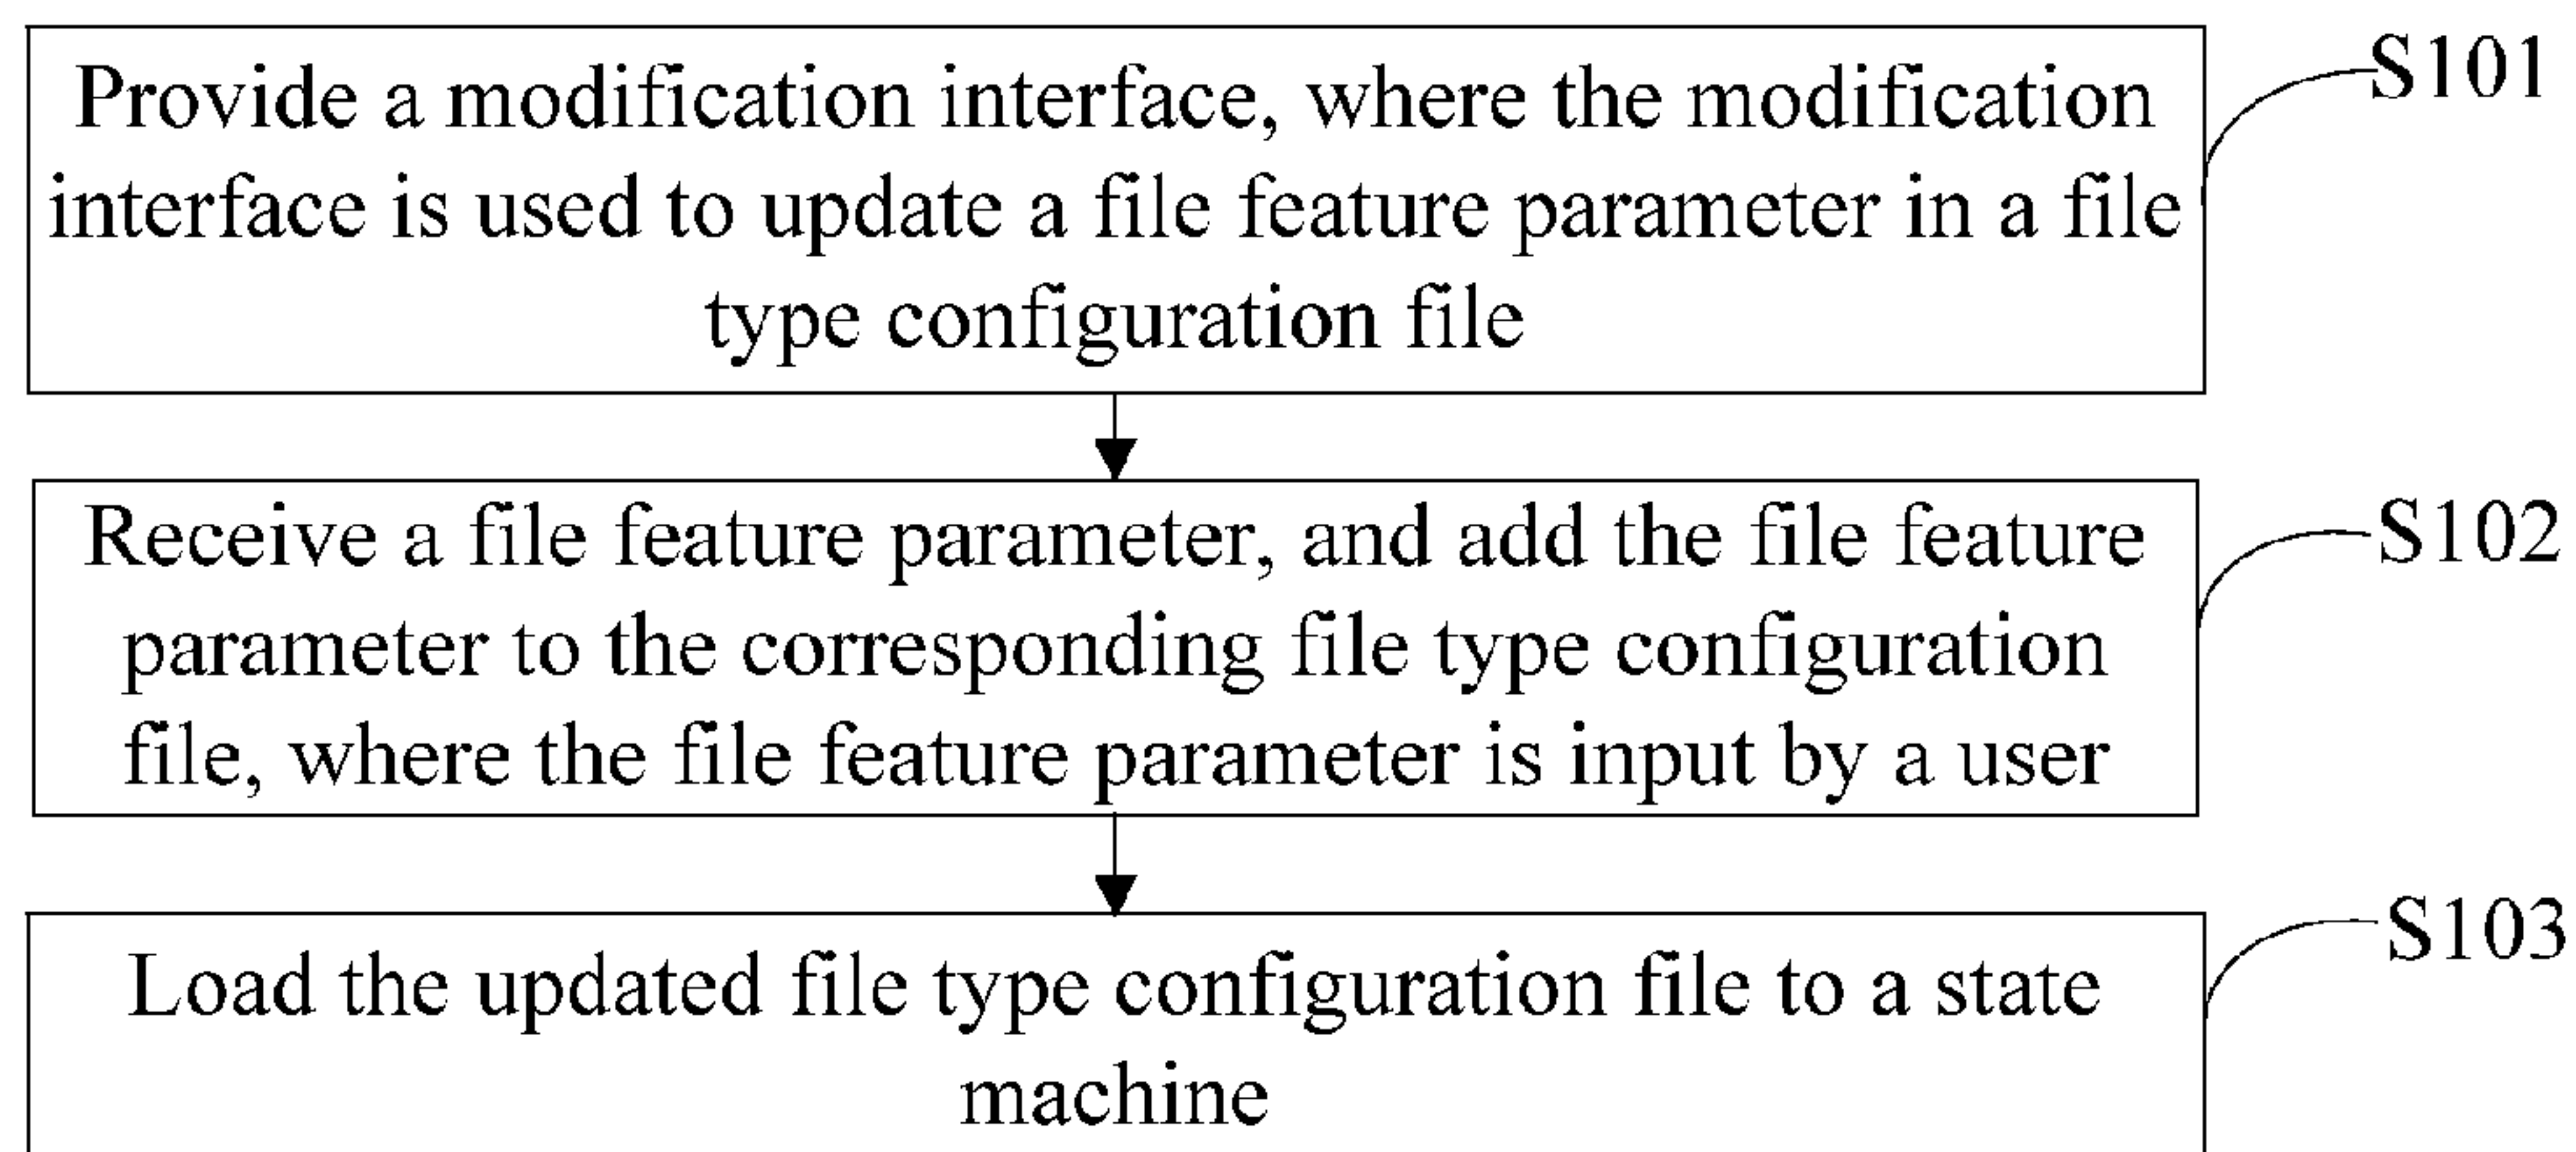 Provide a modification interface, where the modification
interface is used to update a file feature parameter in a file
type configuration file
S101
Receive a file feature parameter, and add the file feature
parameter to the corresponding file type configuration
file, where the file feature parameter is input by a user
S102
Load the updated file type configuration file to a state
machine
S103